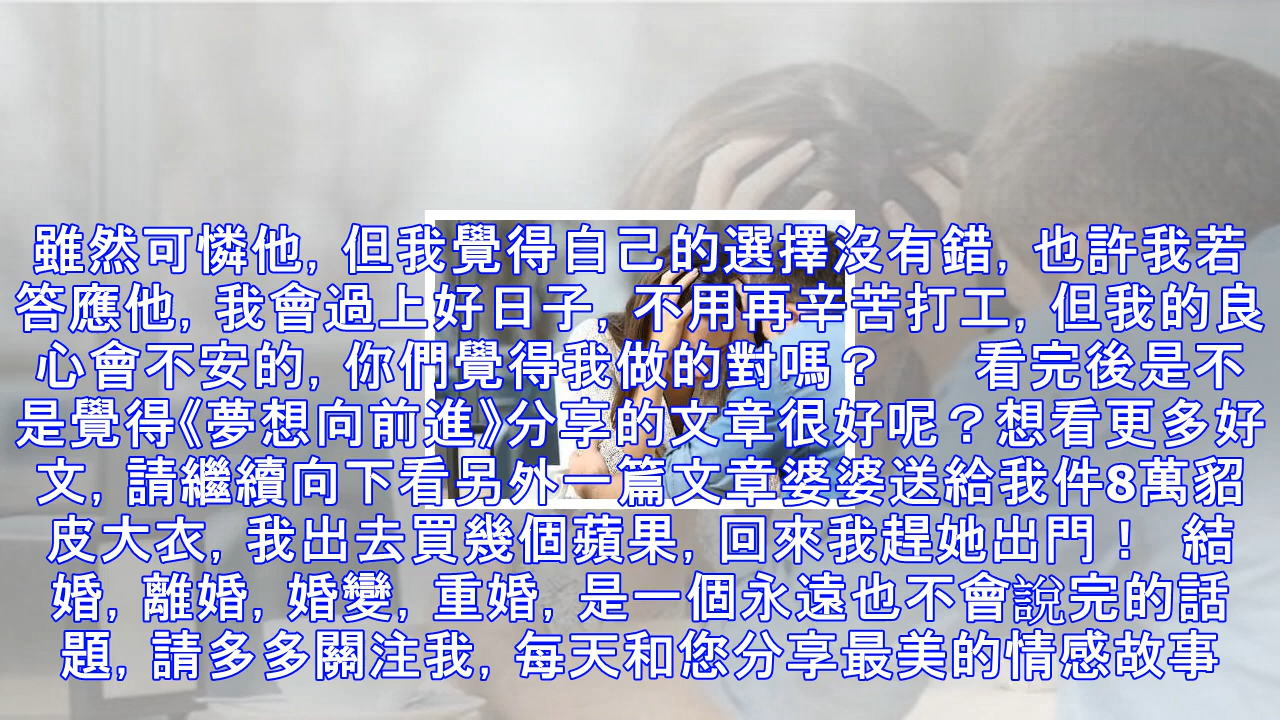 雖然可憐他, 但我覺得自己的選擇沒有錯, 也許我若
答應他, 我會過上好日子, 不用再辛苦打工, 但我的良
心會不安的, 你們覺得我做的對嗎？ 看完後是不
是覺得《夢想向前進》分享的文章很好呢？想看更多好
文, 請繼續向下看另外一篇文章婆婆送給我件8萬貂
皮大衣, 我出去買幾個蘋果, 回來我趕她出門！ 結
婚, 離婚, 婚變, 重婚, 是一個永遠也不會說完的話
題, 請多多關注我, 每天和您分享最美的情感故事